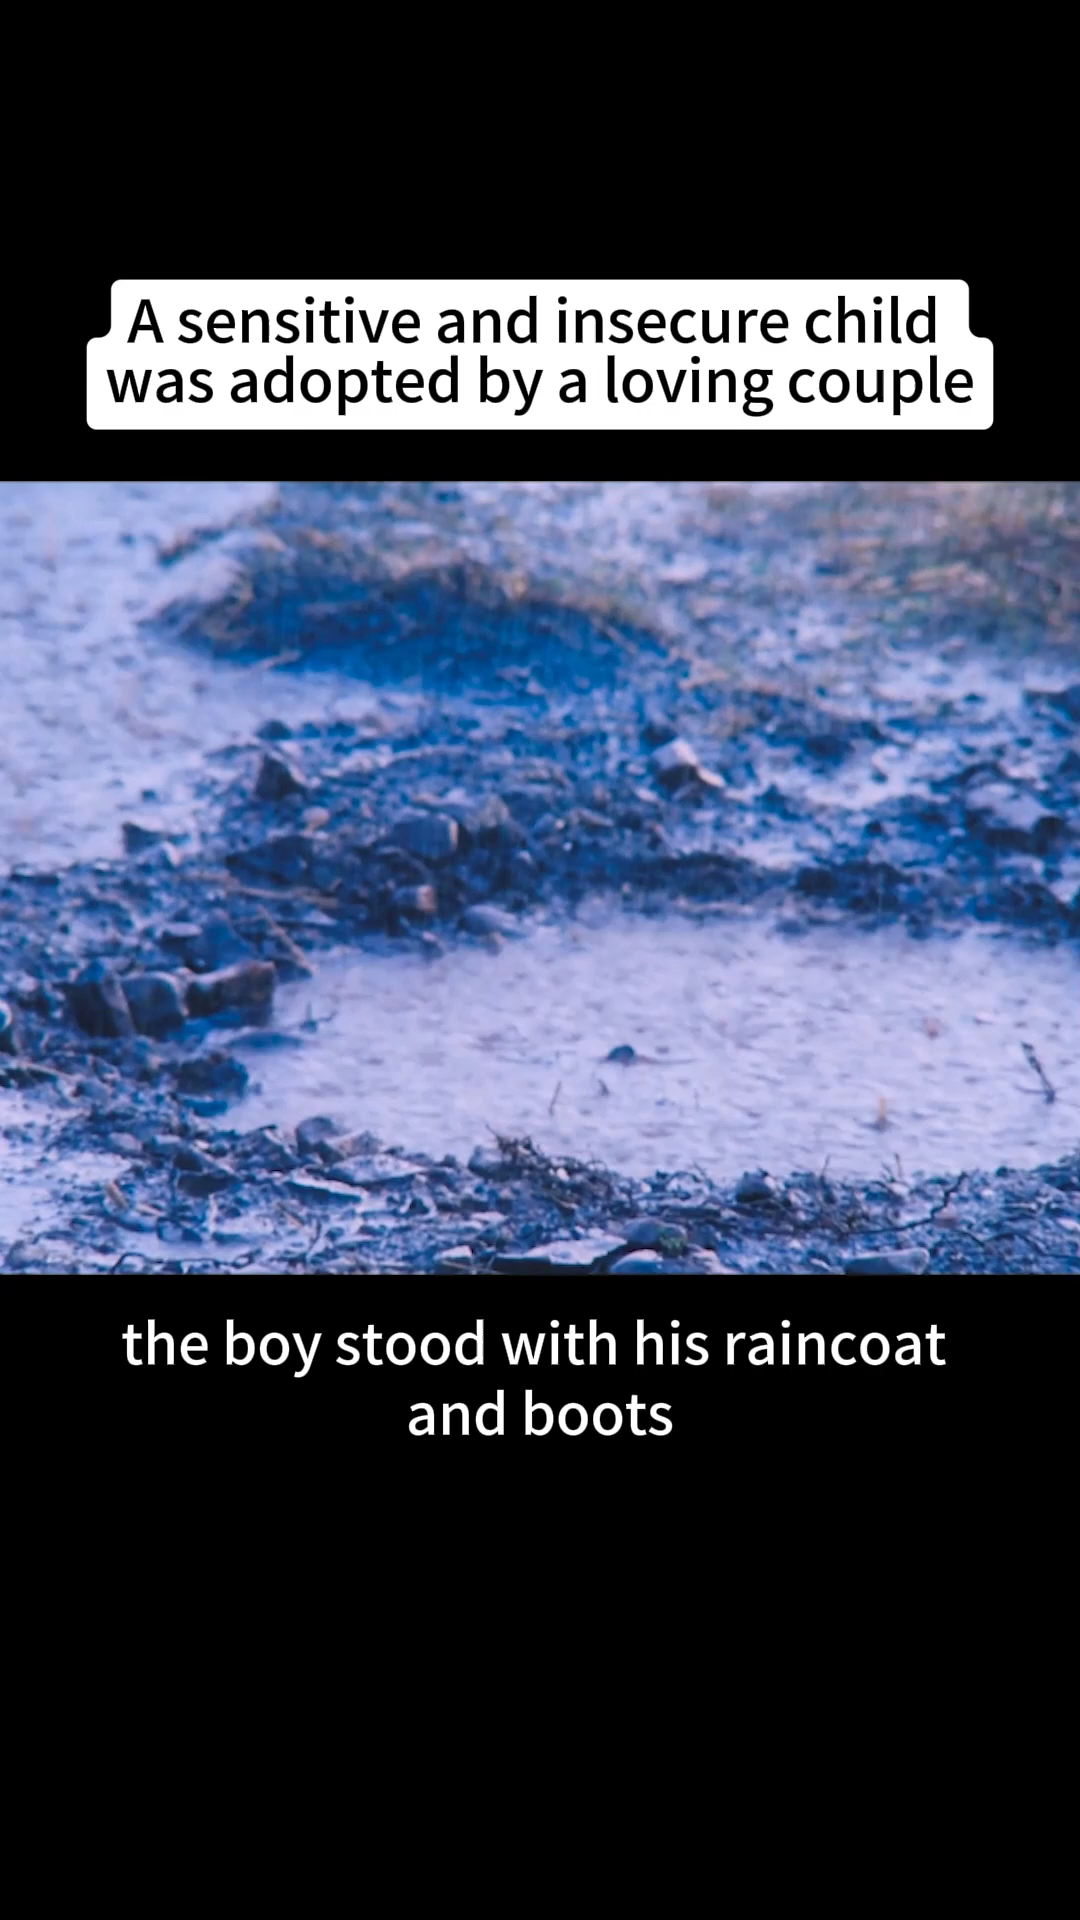 A sensitive and insecure child
was adopted by a loving couple
the boy stood with his raincoat
and boots